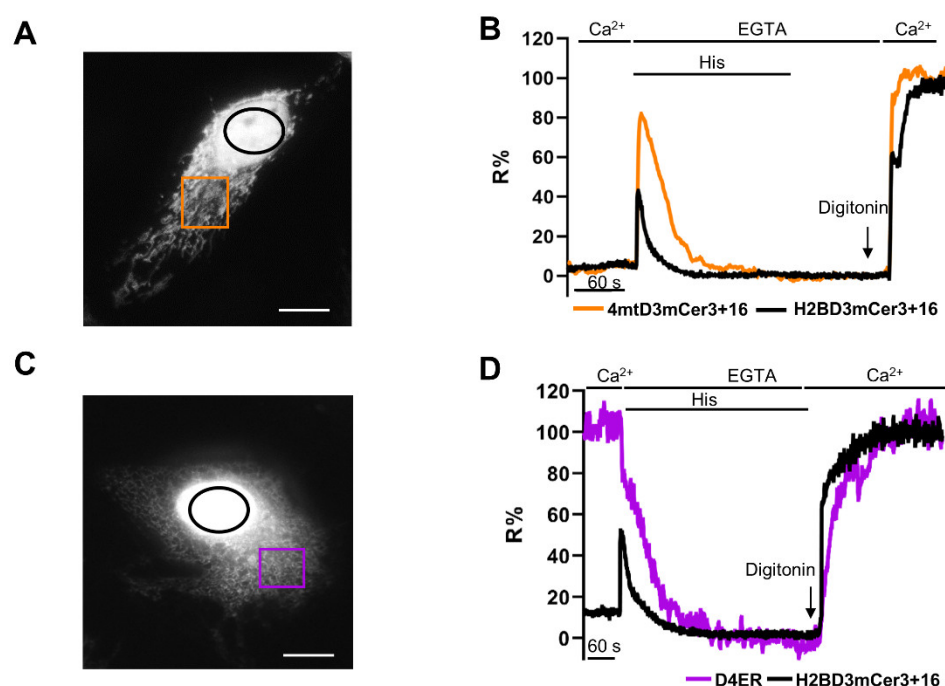 A
B
Ca²⁺ EGTA Ca²⁺
His
120
100
80
60
40
20
0
R%
Digitonin
60 s
4mtD3mCer3+16 H2BD3mCer3+16
C
D
Ca²⁺ EGTA Ca²⁺
His
120
100
80
60
40
20
0
R%
Digitonin
60 s
D4ER H2BD3mCer3+16